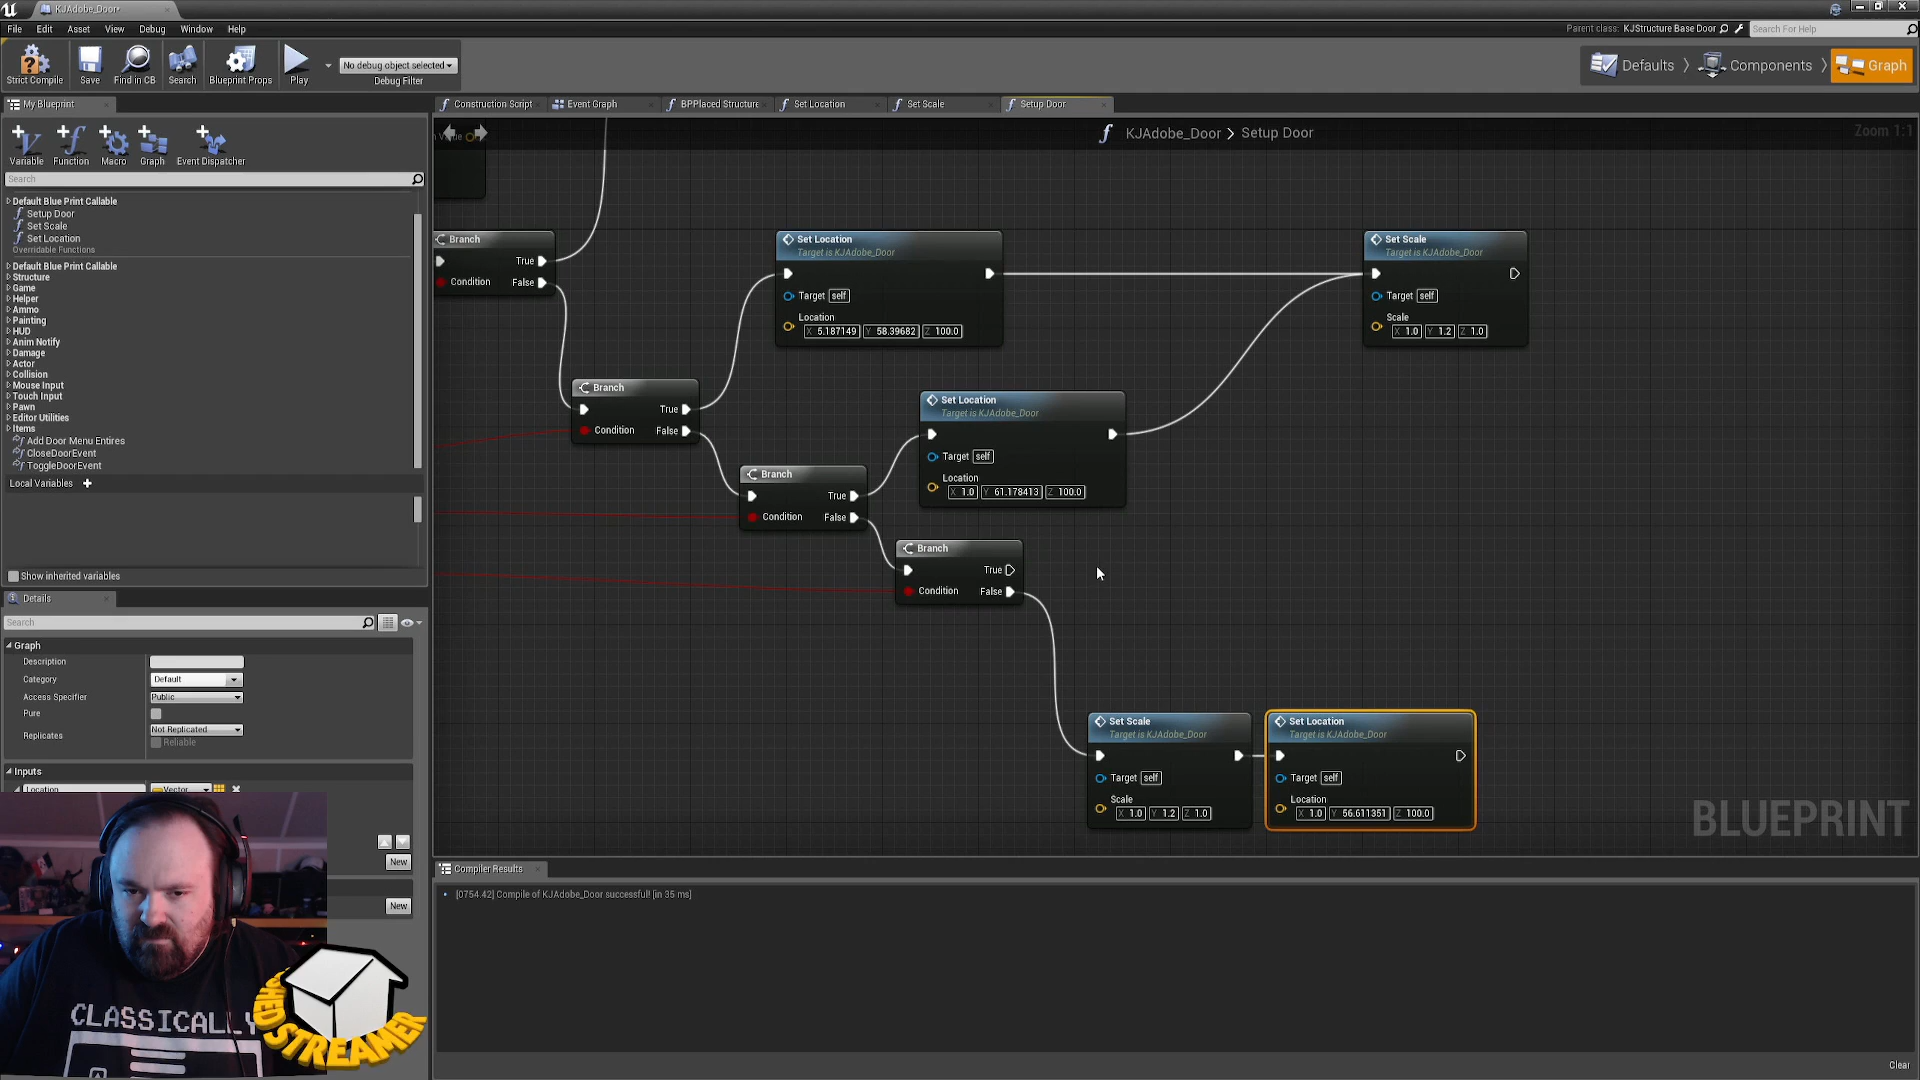 KJAdobe_Door*
File Edit Asset View Debug Window Help
Parent class: KJStructure Base Door
Search For Help
Strict Compile
Save
Find in CB
Search
Blueprint Props
Play
No debug object selected
Debug Filter
Defaults
Components
Graph
My Blueprint
Construction Script
Event Graph
BPPlaced Structure
Set Location
Set Scale
Setup Door
Variable
Function
Macro
Graph
Event Dispatcher
KJAdobe_Door > Setup Door
Zoom 1:1
Search
Default Blue Print Callable
Setup Door
Set Scale
Set Location
Overridable Functions
Default Blue Print Callable
Structure
Game
Helper
Ammo
Painting
HUD
Anim Notify
Damage
Actor
Collision
Mouse Input
Touch Input
Pawn
Editor Utilities
Items
Add Door Menu Entires
CloseDoorEvent
ToggleDoorEvent
Local Variables
Show inherited variables
Details
Search
Graph
Description
Category Default
Access Specifier Public
Pure
Replicates Not Replicated
Reliable
Inputs
Location Vector
New
New
Branch
True
Condition False
Set Location
Target is KJAdobe_Door
Target self
Location
X 5.187149 Y 58.39682 Z 100.0
Set Scale
Target is KJAdobe_Door
Target self
Scale
X 1.0 Y 1.2 Z 1.0
Branch
True
Condition False
Set Location
Target is KJAdobe_Door
Target self
Location
X 1.0 Y 61.178413 Z 100.0
Branch
True
Condition False
Branch
True
Condition False
Set Scale
Target is KJAdobe_Door
Target self
Scale
X 1.0 Y 1.2 Z 1.0
Set Location
Target is KJAdobe_Door
Target self
Location
X 1.0 Y 56.611351 Z 100.0
BLUEPRINT
Compiler Results
[0754.42] Compile of KJAdobe_Door successful! [in 35 ms]
Clear
CLASSICALLY
STREAMER